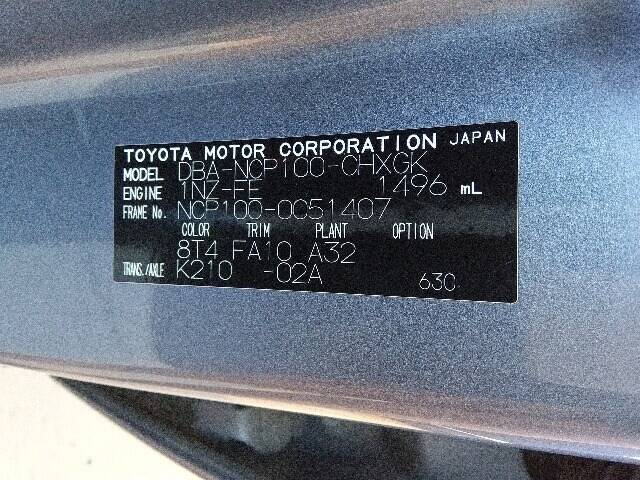 TOYOTA MOTOR CORPORATION JAPAN
MODEL DBA-NCP100-CHXGK
ENGINE 1NZ-FE 1496 mL
FRAME No. NCP100-0051407
COLOR TRIM PLANT OPTION
8T4 FA10 A32
TRANS./AXLE K210 -02A 630